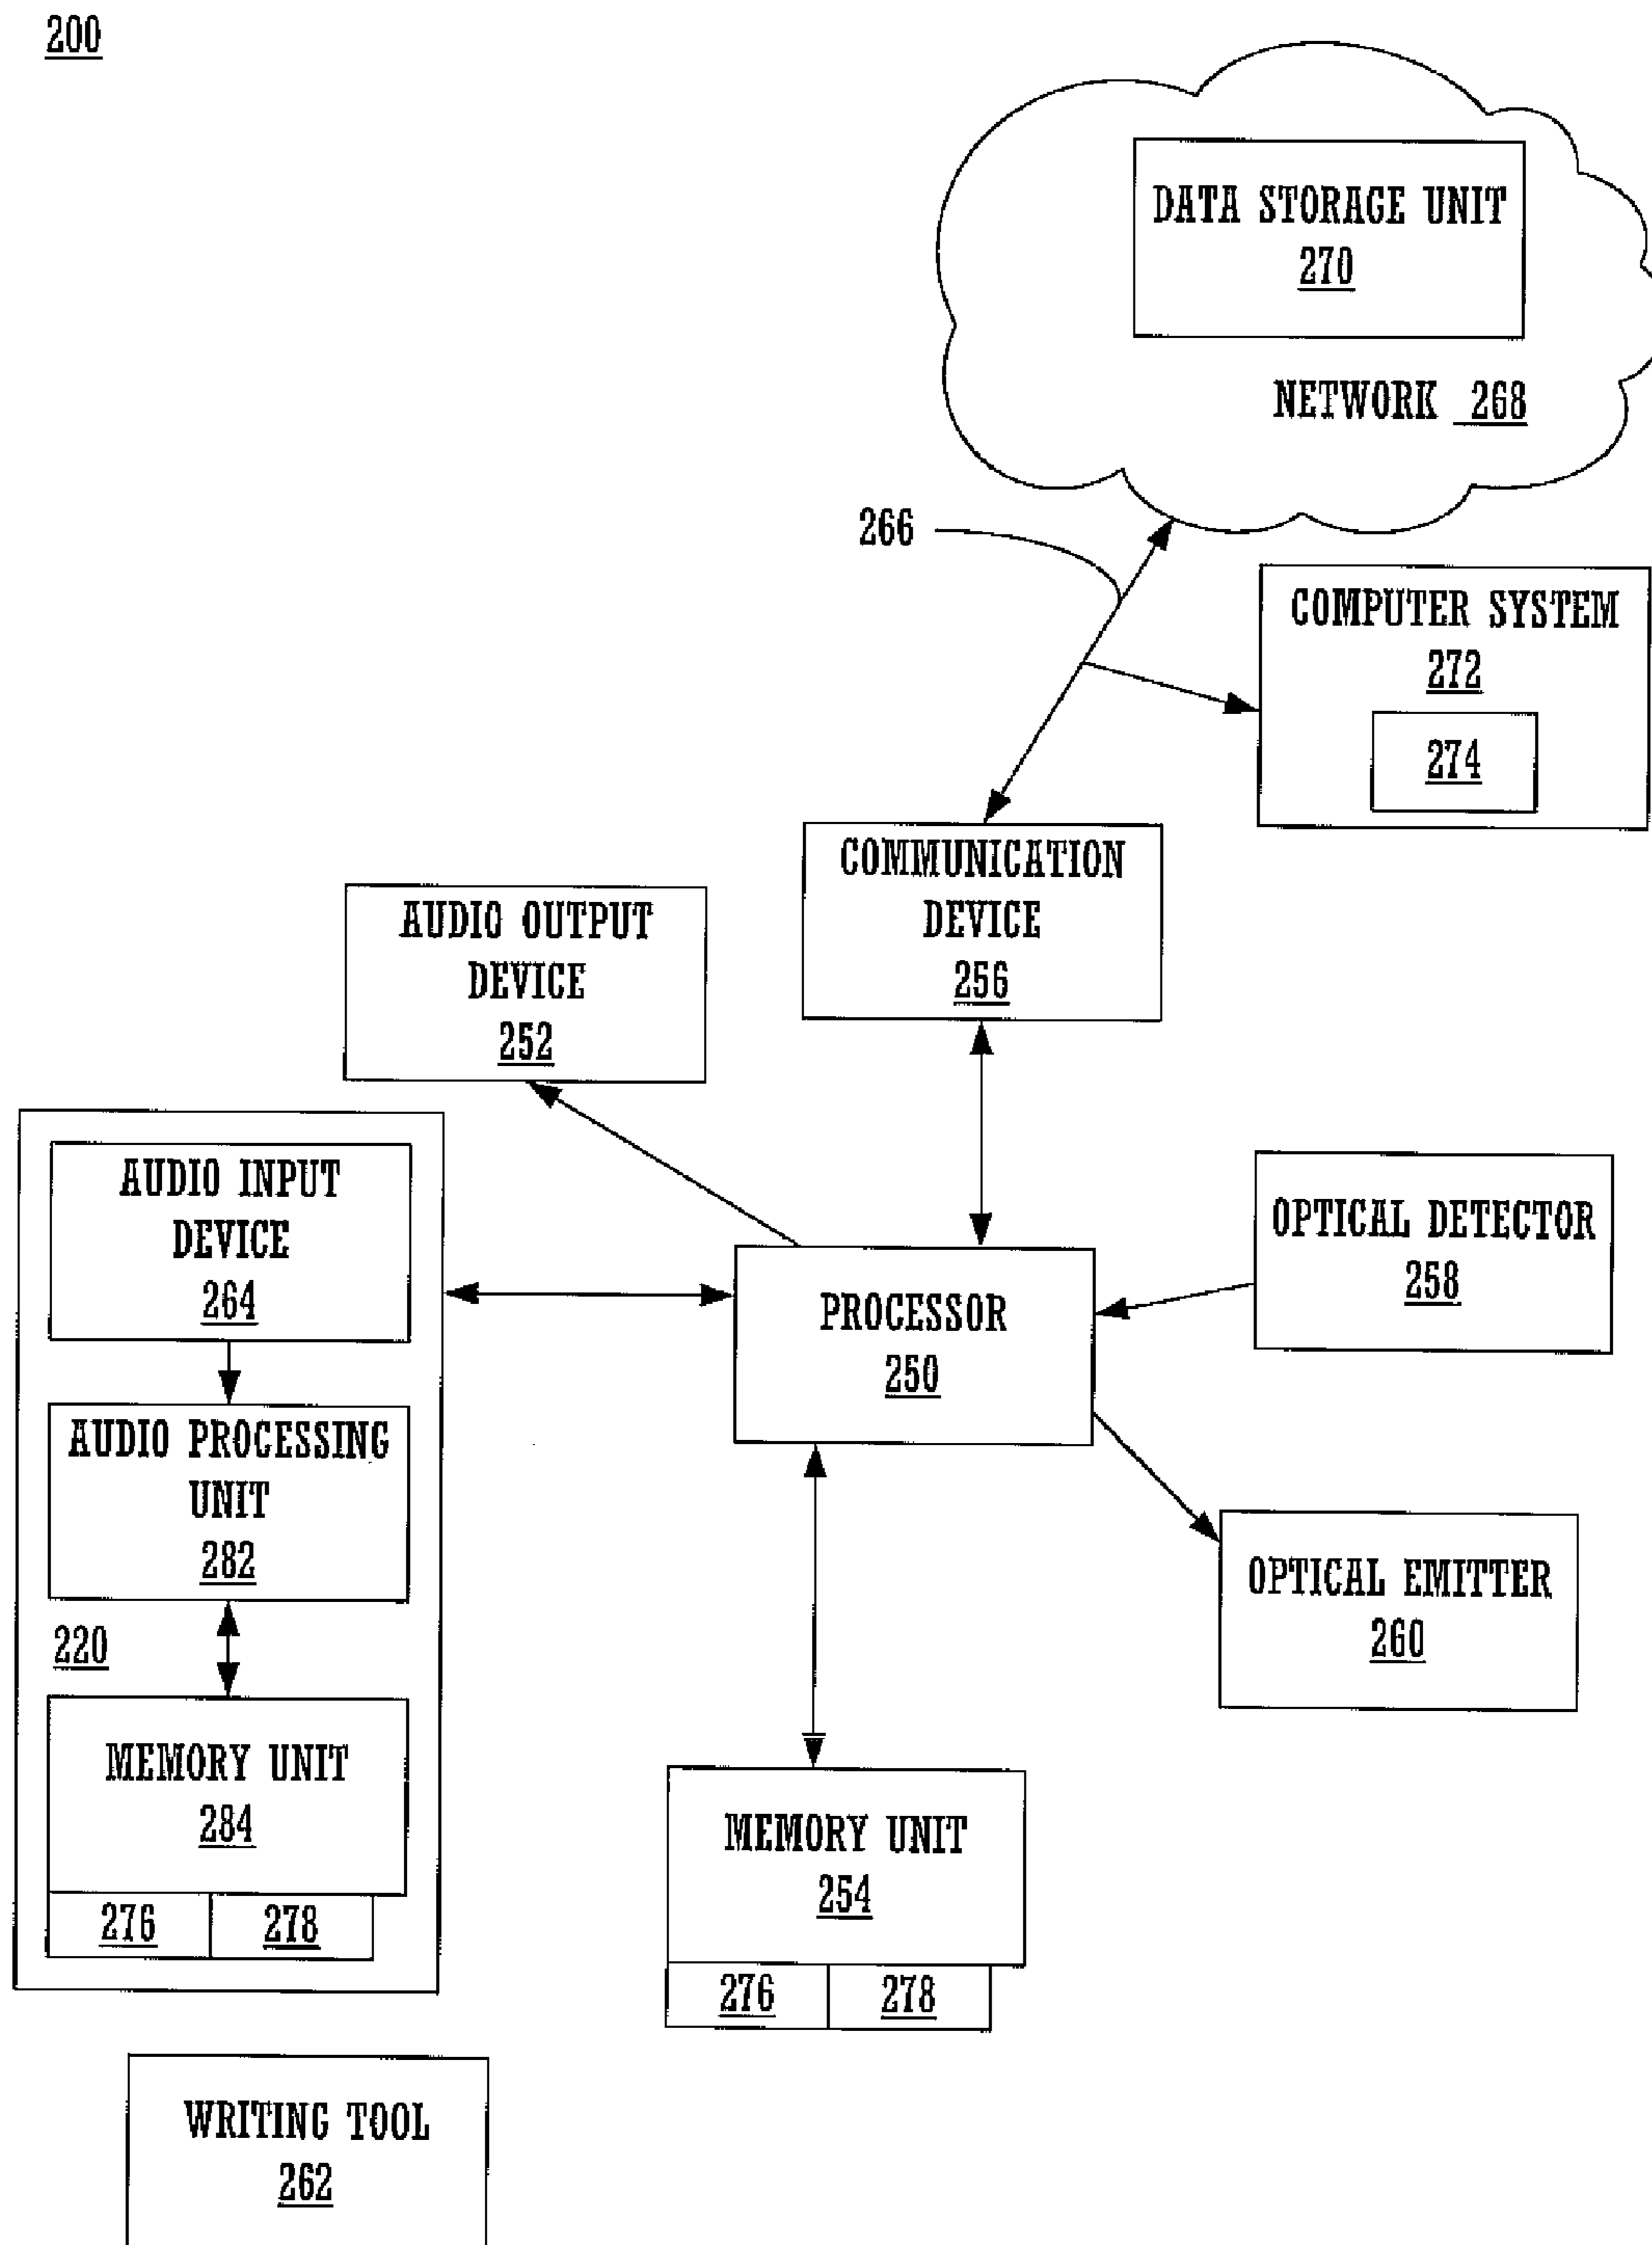 200
DATA STORAGE UNIT
270
NETWORK 268
266
COMPUTER SYSTEM
272
274
COMMUNICATION
DEVICE
256
AUDIO OUTPUT
DEVICE
252
AUDIO INPUT
DEVICE
264
OPTICAL DETECTOR
258
PROCESSOR
250
AUDIO PROCESSING
UNIT
282
OPTICAL EMITTER
260
220
MEMORY UNIT
284
276 278
MEMORY UNIT
254
276 278
WRITING TOOL
262